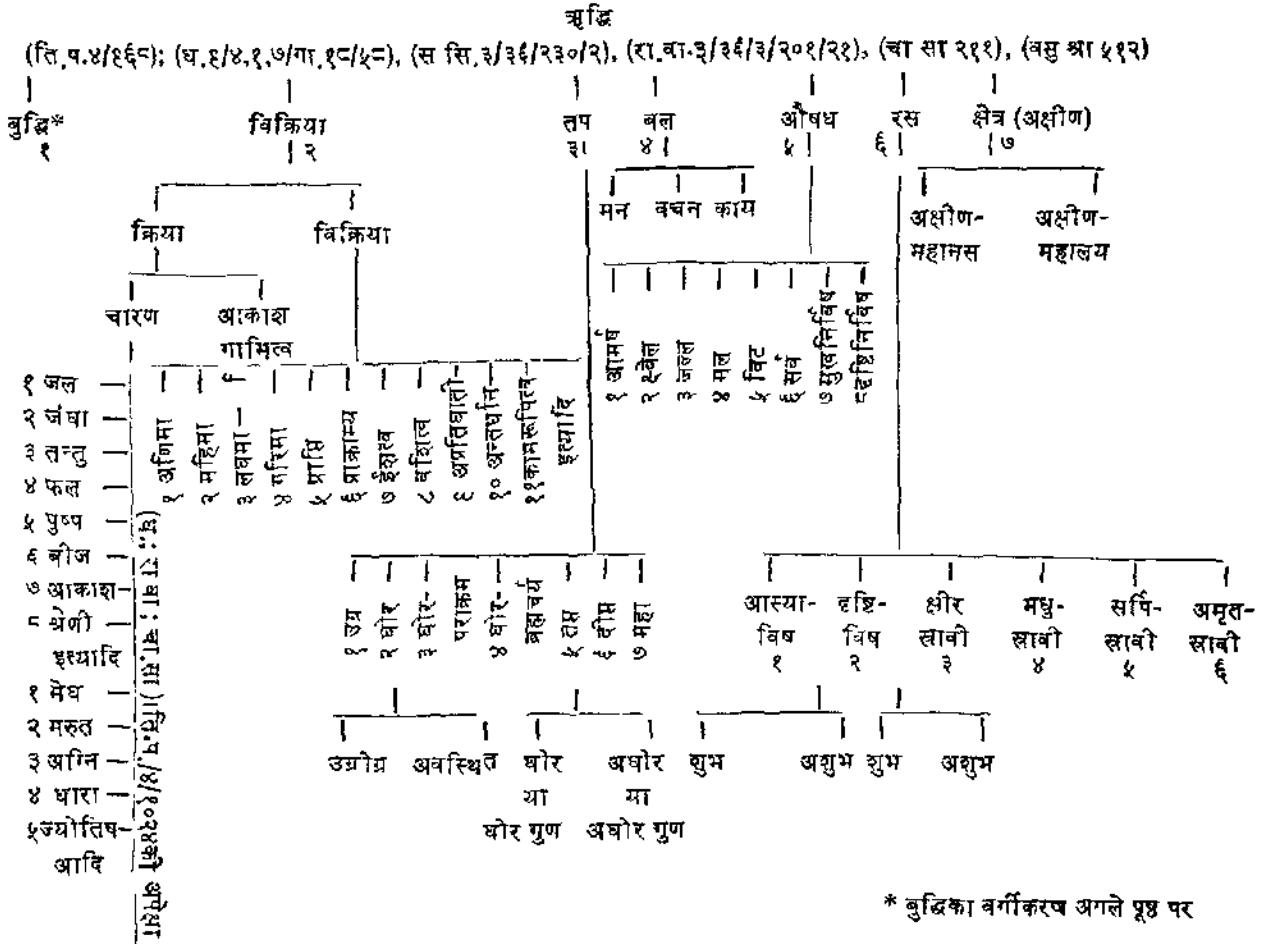 ऋद्धि
(ति.प.४/९६८); (ध.९/४,१,७/गा.१८/५८), (स सि.३/३६/२३०/२), (रा.वा.३/३६/३/२०१/२१), (चा सा २११), (वसु श्रा ५१२)
बुद्धि* विक्रिया तप बल औषध रस क्षेत्र (अक्षीण)
१ २ ३ ४ ५ ६ ७
क्रिया विक्रिया
मन वचन काय
अक्षीण- अक्षीण-
महानस महालय
चारण आकाश
गामित्व
१ आमर्ष
२ क्ष्वेल
३ जल्ल
४ मल
५ विट
६ सर्व
७ मुखनिर्विष
८ दृष्टिनिर्विष
१ अणिमा
२ महिमा
३ लघिमा
४ गरिमा
५ प्राप्ति
६ प्राकाम्य
७ ईशत्व
८ वशित्व
९ अप्रतिघाती
१० अन्तर्धान
११ कामरूपित्व
इत्यादि
१ जल
२ जंघा
३ तन्तु
४ फल
५ पुष्प
६ बीज
७ आकाश
८ श्रेणी
इत्यादि
१ मेघ
२ मरुत
३ अग्नि
४ धारा
५ ज्योतिष
आदि
(ध.; रा वा; चा.सा)।ति.प./४/१०३४की अपेक्षा
१ उग्र
२ घोर
३ घोर-
पराक्रम
४ घोर-
ब्रह्मचर्य
५ तप्त
६ दीप्त
७ महा
आस्या- दृष्टि- क्षीर मधु- सर्पि- अमृत-
विष विष स्रावी स्रावी स्रावी स्रावी
१ २ ३ ४ ५ ६
उग्रोग्र अवस्थित घोर अघोर शुभ अशुभ शुभ अशुभ
या या
घोर गुण अघोर गुण
* बुद्धिका वर्गीकरण अगले पृष्ठ पर